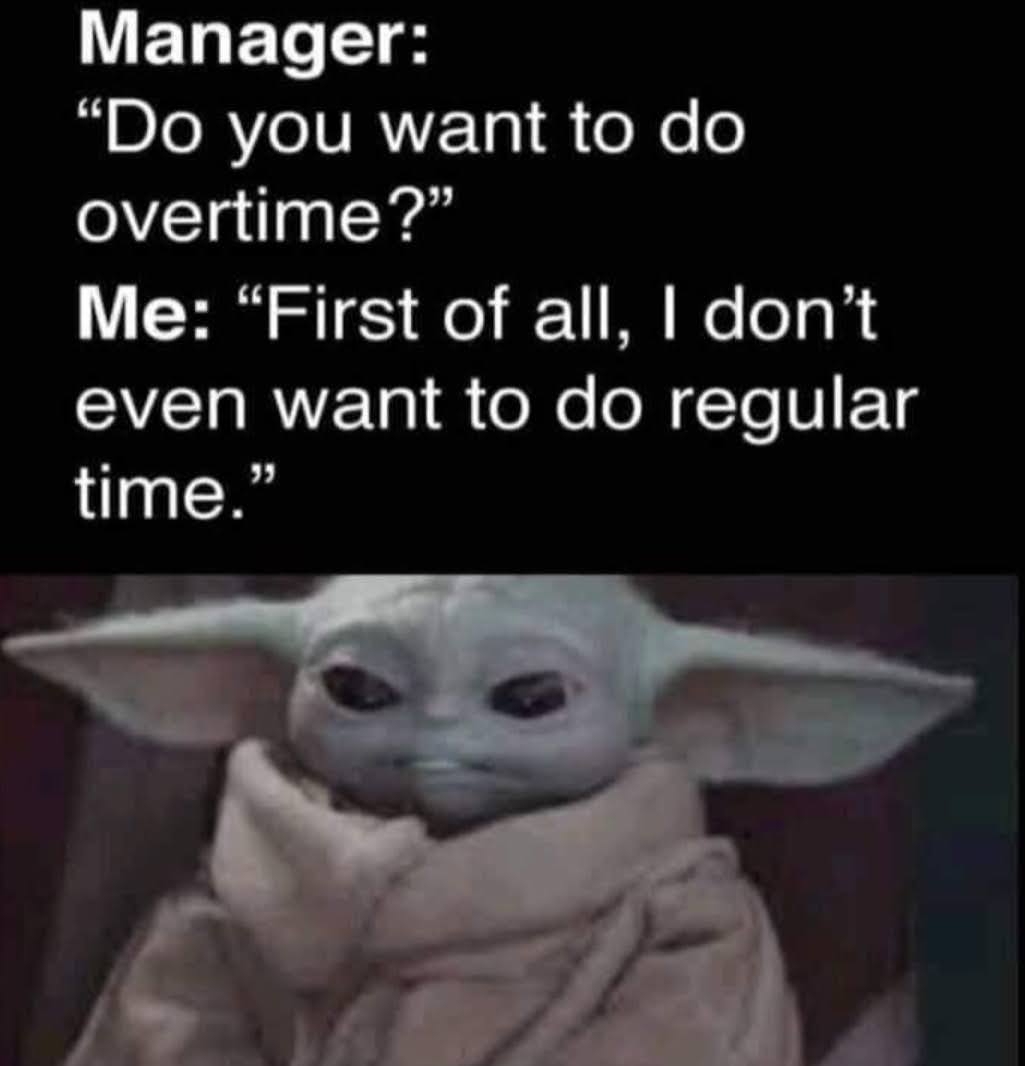 Manager:
“Do you want to do
overtime?”
Me: “First of all, I don’t
even want to do regular
time.”